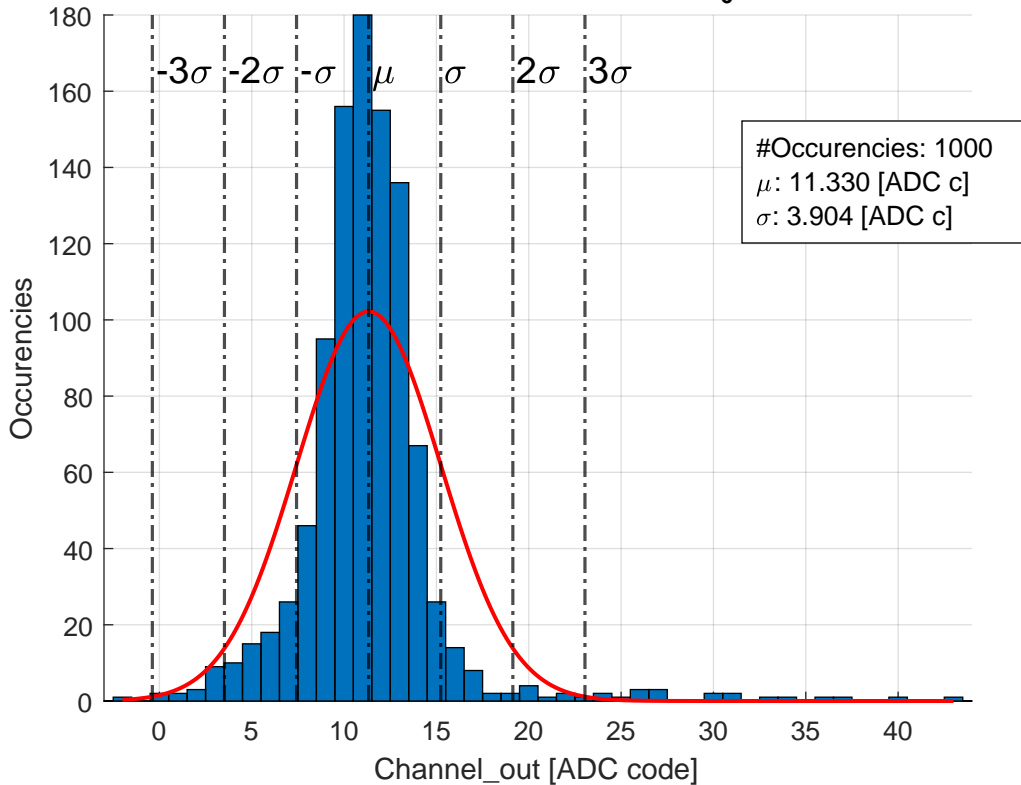 180
160
140
120
100
80
60
40
20
0
Occurencies
-3σ -2σ -σ μ σ 2σ 3σ
#Occurencies: 1000
μ: 11.330 [ADC c]
σ: 3.904 [ADC c]
0 5 10 15 20 25 30 35 40
Channel_out [ADC code]